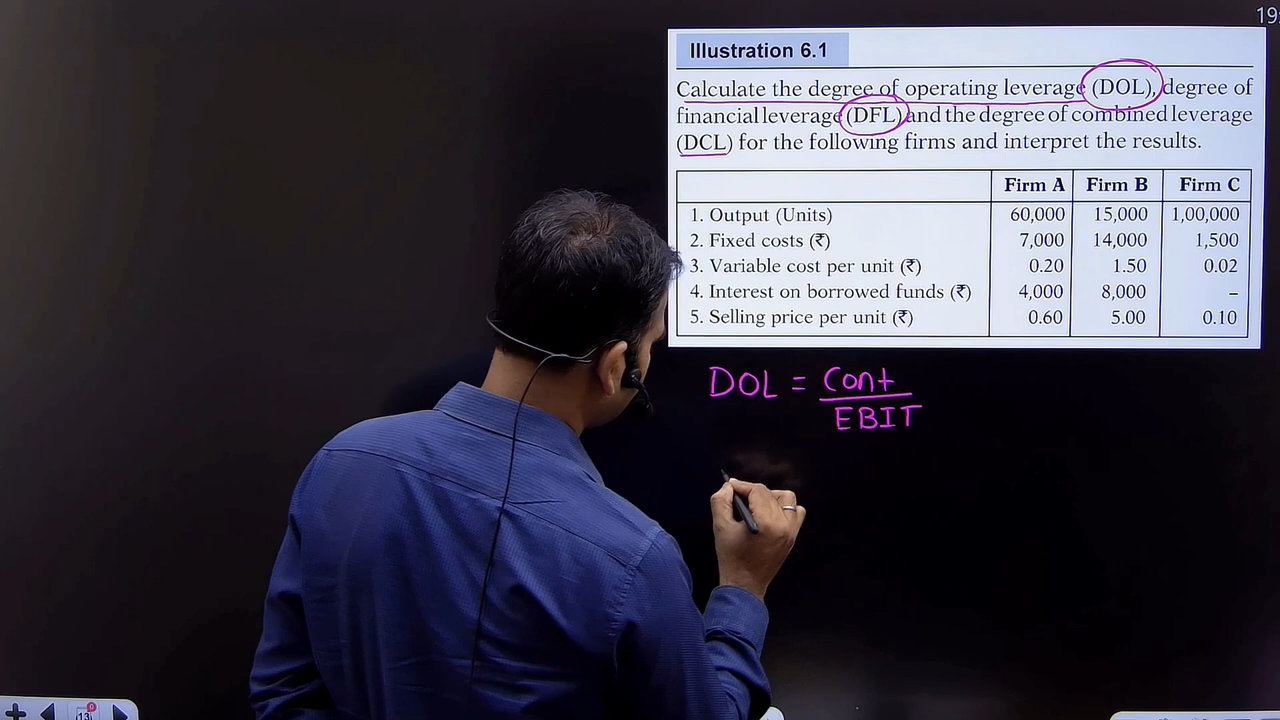 19:
Illustration 6.1
Calculate the degree of operating leverage (DOL), degree of
financial leverage (DFL) and the degree of combined leverage
(DCL) for the following firms and interpret the results.
Firm A Firm B Firm C
1. Output (Units) 60,000 15,000 1,00,000
2. Fixed costs (₹) 7,000 14,000 1,500
3. Variable cost per unit (₹) 0.20 1.50 0.02
4. Interest on borrowed funds (₹) 4,000 8,000 –
5. Selling price per unit (₹) 0.60 5.00 0.10
DOL = Cont
EBIT
13